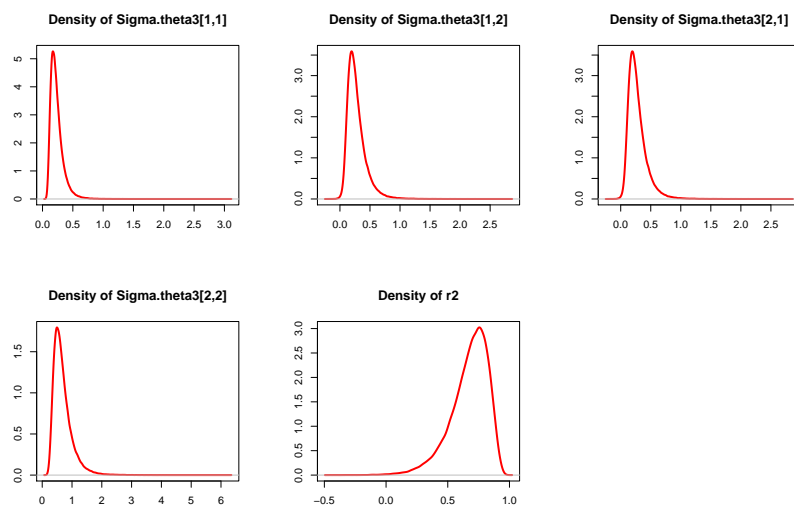 Density of Sigma.theta3[1,1]
5
4
3
2
1
0
0.0 0.5 1.0 1.5 2.0 2.5 3.0
Density of Sigma.theta3[1,2]
3.0
2.0
1.0
0.0
0.0 0.5 1.0 1.5 2.0 2.5
Density of Sigma.theta3[2,1]
3.0
2.0
1.0
0.0
0.0 0.5 1.0 1.5 2.0 2.5
Density of Sigma.theta3[2,2]
1.5
1.0
0.5
0.0
0 1 2 3 4 5 6
Density of r2
3.0
2.5
2.0
1.5
1.0
0.5
0.0
−0.5 0.0 0.5 1.0